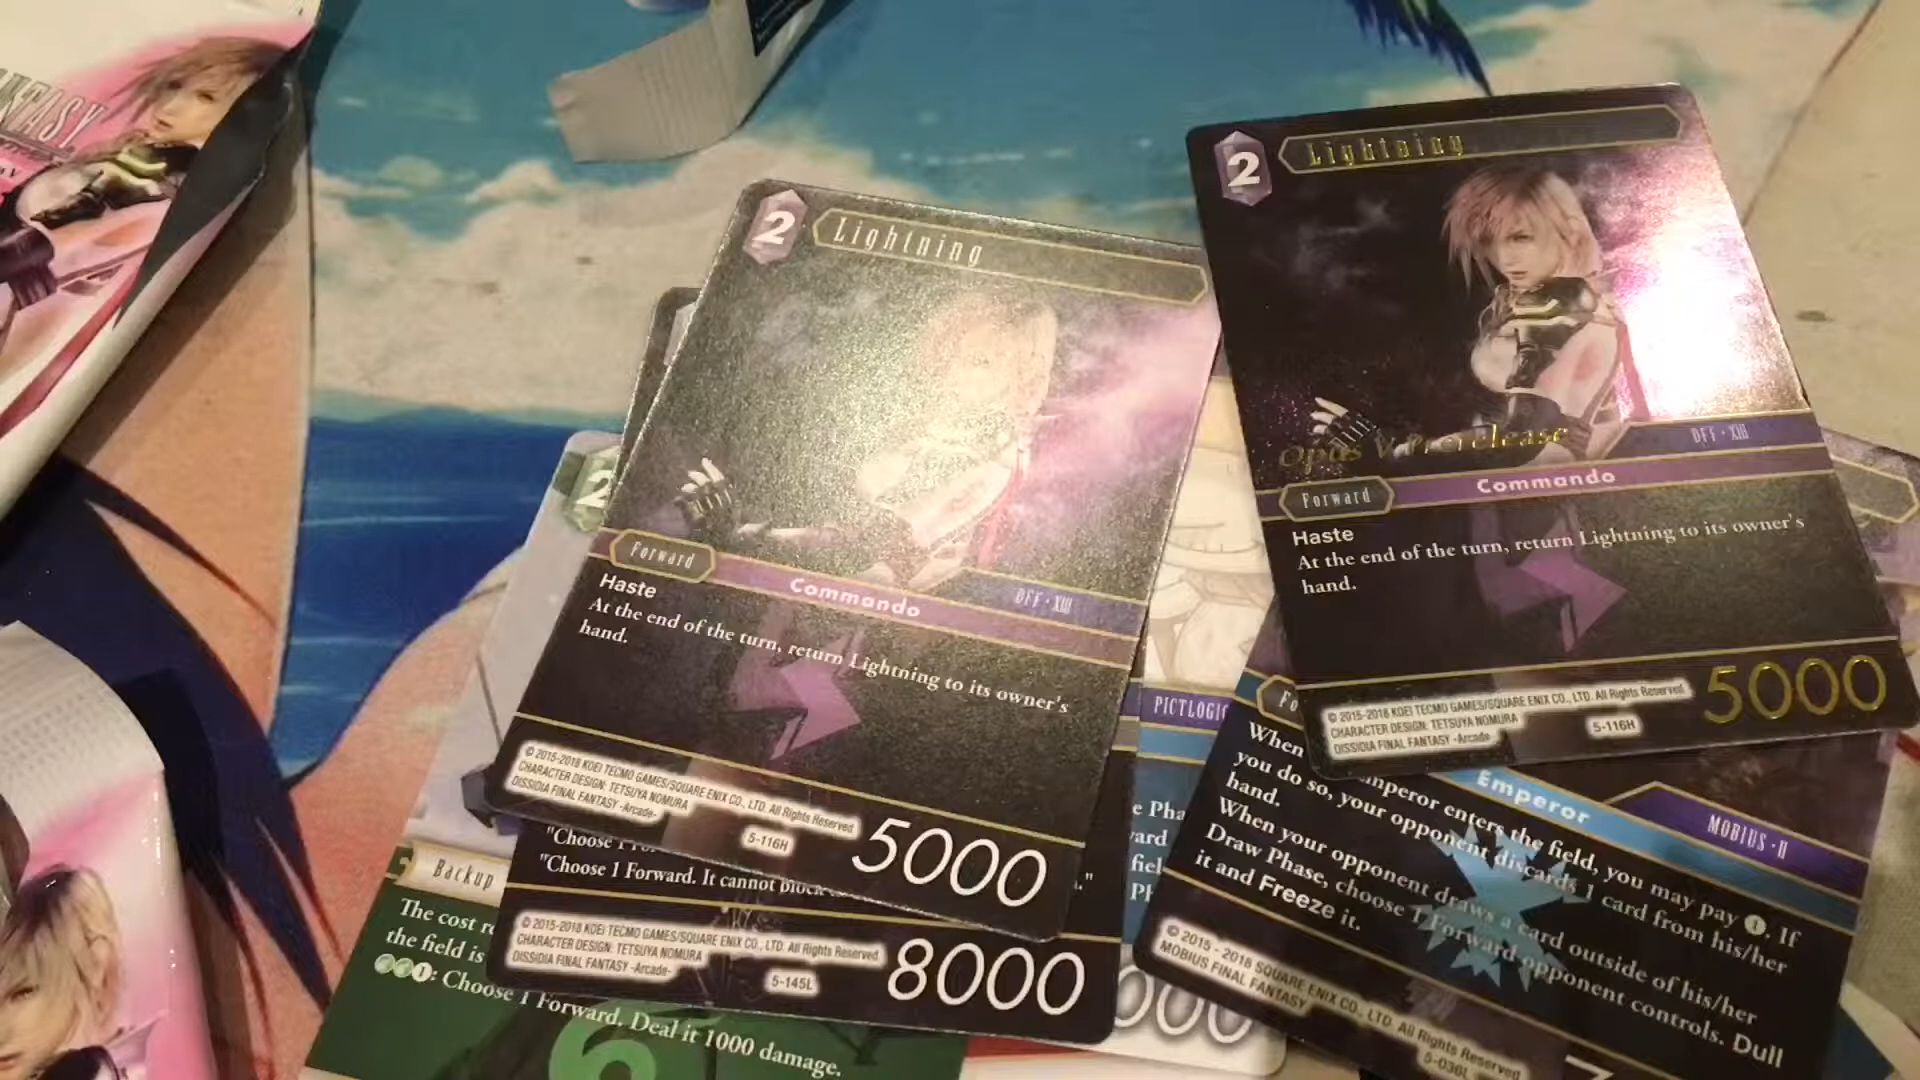 2
Lightning
Forward
Commando
DFF・XIII
Haste
At the end of the turn, return Lightning to its owner's
hand.
© 2015-2018 KOEI TECMO GAMES/SQUARE ENIX CO., LTD. All Rights Reserved
CHARACTER DESIGN: TETSUYA NOMURA
DISSIDIA FINAL FANTASY -Arcade-
5-116H
5000
2
Lightning
Opus V Prerelease
DFF・XIII
Forward
Commando
Haste
At the end of the turn, return Lightning to its owner's
hand.
© 2015-2018 KOEI TECMO GAMES/SQUARE ENIX CO., LTD. All Rights Reserved
CHARACTER DESIGN: TETSUYA NOMURA
DISSIDIA FINAL FANTASY -Arcade-
5-116H
5000
"Choose 1
"Choose 1 Forward. It cannot block
© 2015-2018 KOEI TECMO GAMES/SQUARE ENIX CO., LTD. All Rights Reserved
CHARACTER DESIGN: TETSUYA NOMURA
DISSIDIA FINAL FANTASY -Arcade-
5-145L
8000
2
Backup
The cost
the field is
1: Choose 1 Forward. Deal it 1000 damage.
6
PICTLOGIC
Emperor
MOBIUS・II
When Emperor enters the field, you may pay 1. If
you do so, your opponent discards 1 card from his/her
hand.
When your opponent draws a card outside of his/her
Draw Phase, choose 1 Forward opponent controls. Dull
it and Freeze it.
© 2015 - 2018 SQUARE ENIX CO., LTD. All Rights Reserved
MOBIUS FINAL FANTASY
5-036L